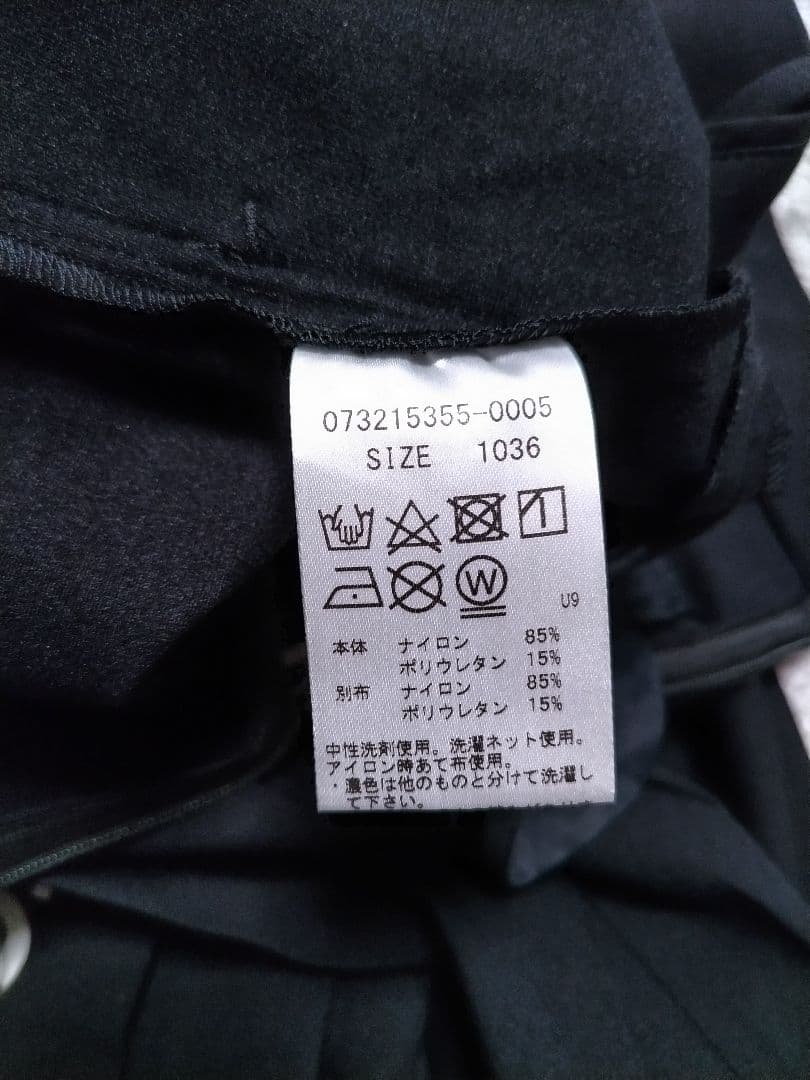 073215355-0005
SIZE 1036
W
U9
本体 ナイロン 85%
ポリウレタン 15%
別布 ナイロン 85%
ポリウレタン 15%
中性洗剤使用。洗濯ネット使用。
アイロン時あて布使用。
・濃色は他のものと分けて洗濯し
て下さい。